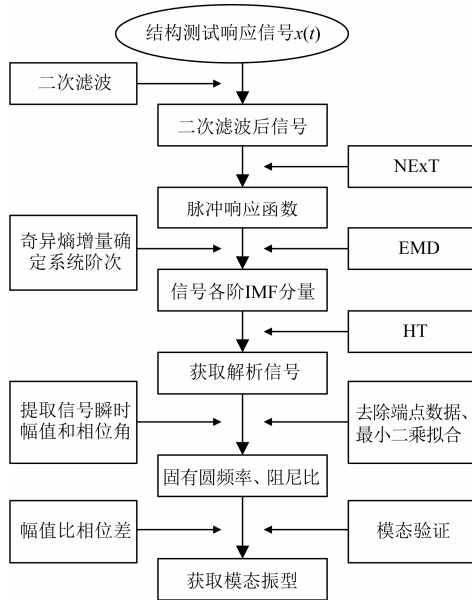 结构测试响应信号x(t)
二次滤波
二次滤波后信号
NExT
脉冲响应函数
奇异熵增量确
定系统阶次
EMD
信号各阶IMF分量
HT
获取解析信号
提取信号瞬时
幅值和相位角
去除端点数据、
最小二乘拟合
固有圆频率、阻尼比
幅值比相位差
模态验证
获取模态振型